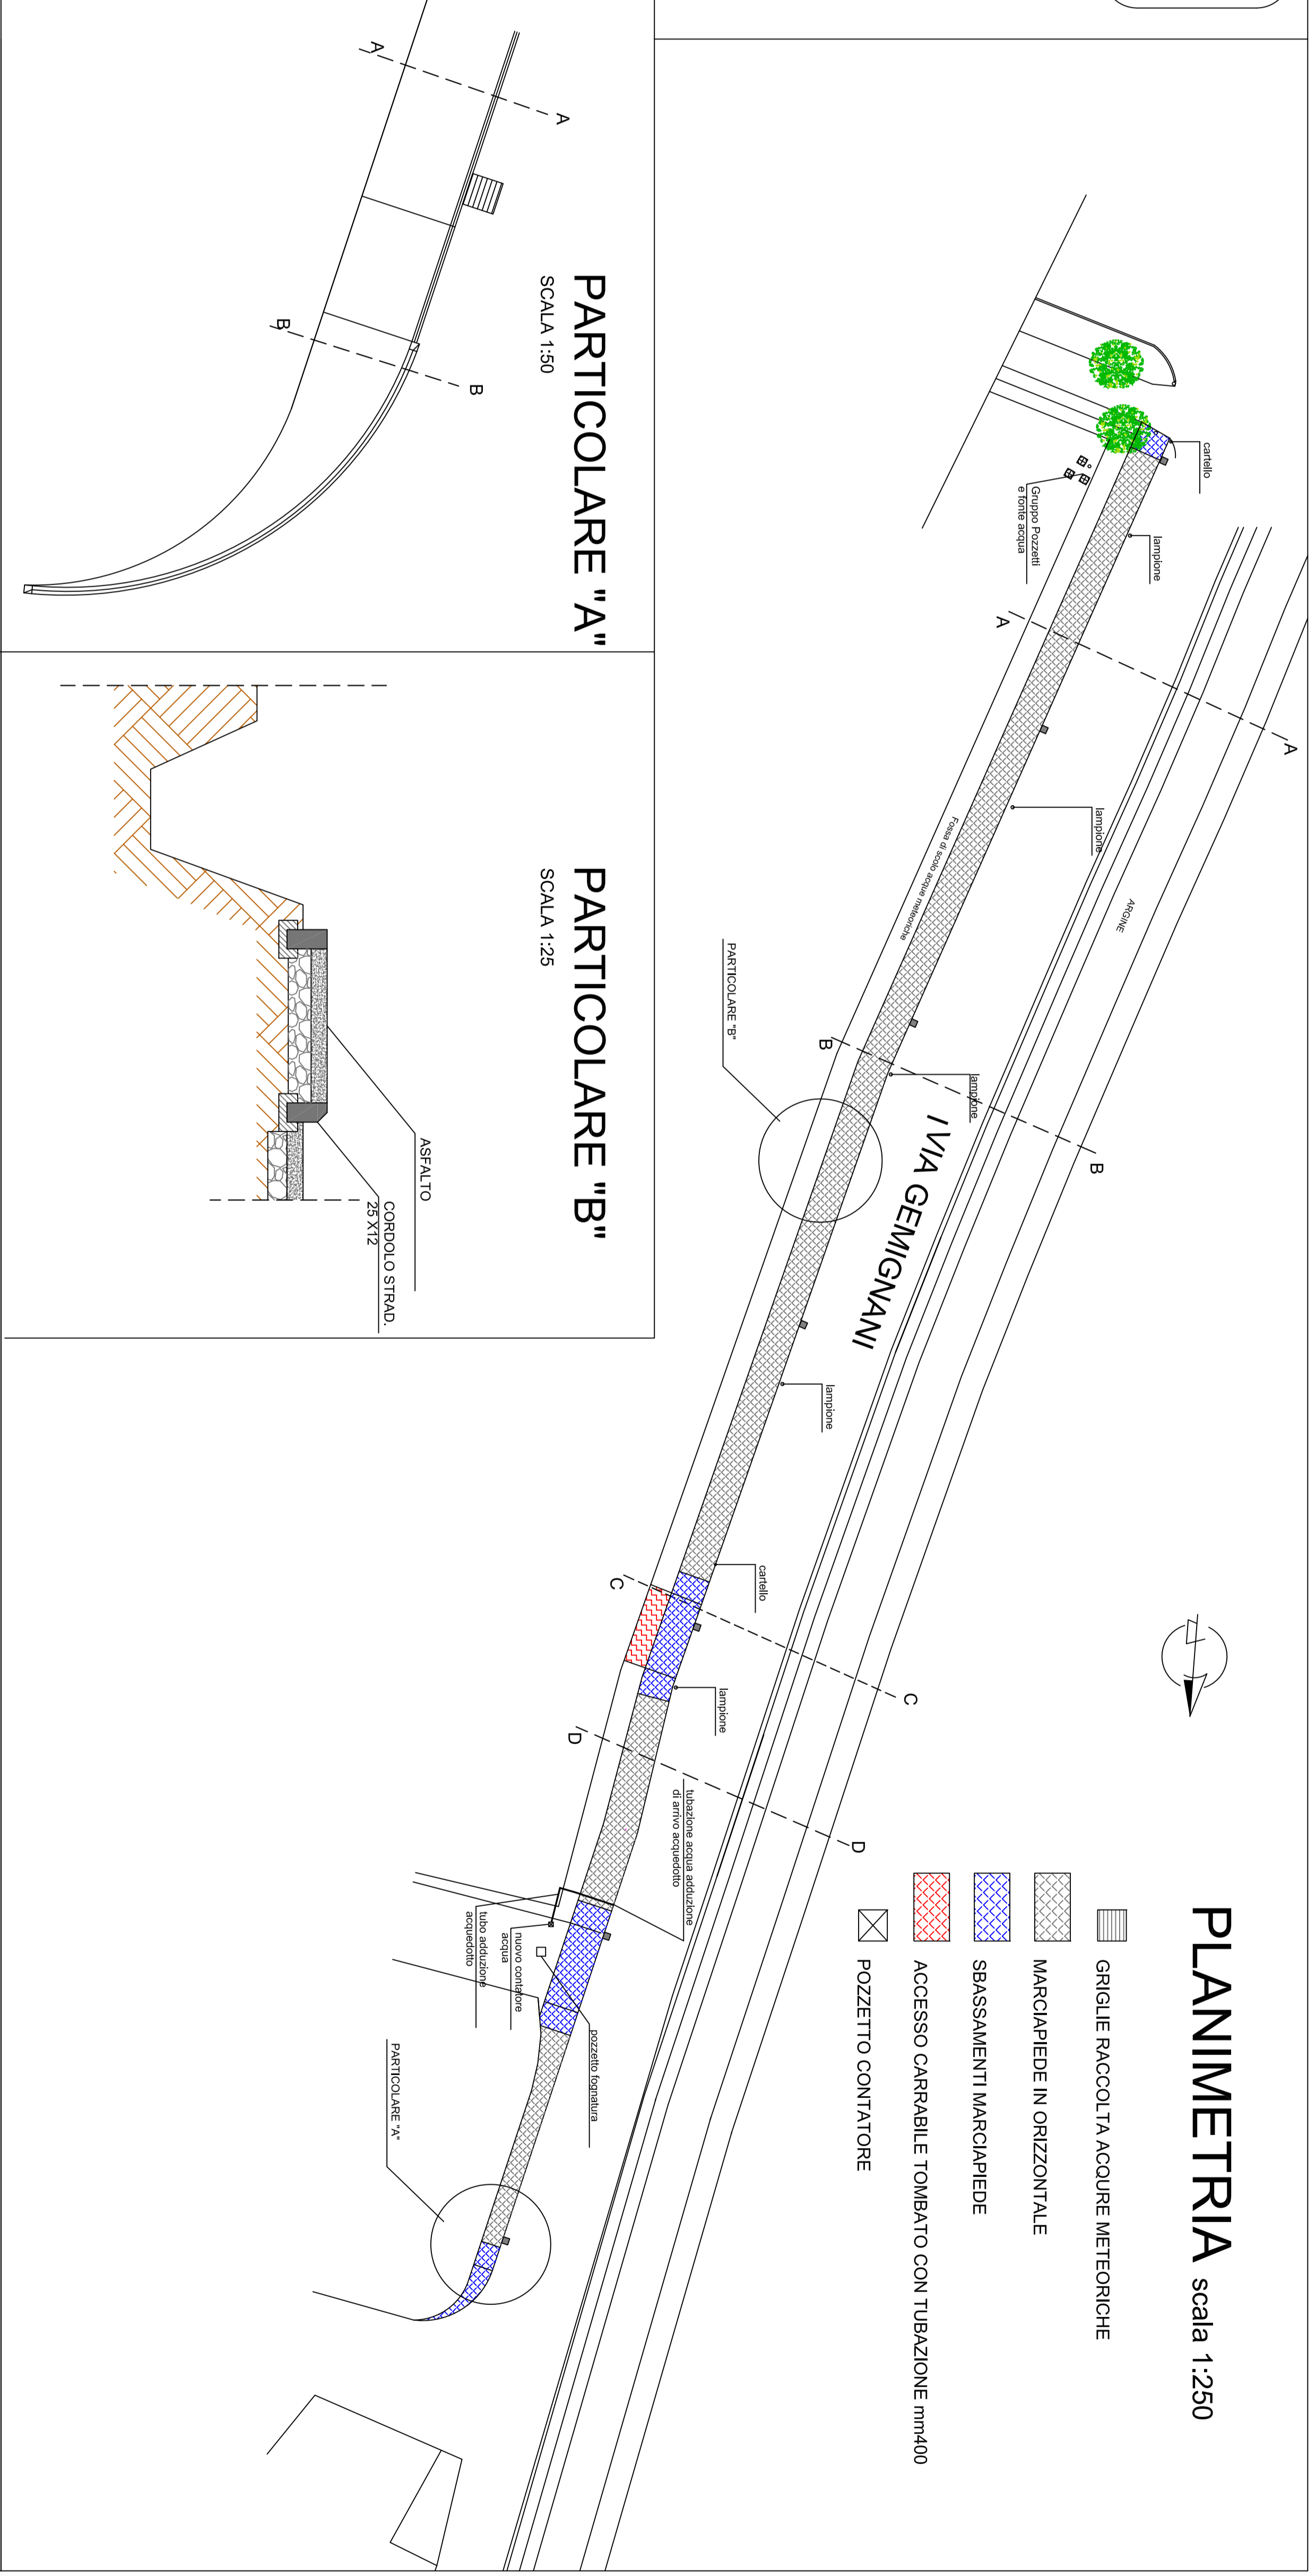 PLANIMETRIA scala 1:250
GRIGLIE RACCOLTA ACQURE METEORICHE
MARCIAPIEDE IN ORIZZONTALE
SBASSAMENTI MARCIAPIEDE
ACCESSO CARRABILE TOMBATO CON TUBAZIONE mm400
POZZETTO CONTATORE
cartello
lampione
Gruppo Pozzetti
e fonte acqua
A
A
lampione
ARGINE
Fossa di scolo acque meteoriche
PARTICOLARE "B"
B
B
lampione
I VIA GEMIGNANI
lampione
cartello
C
C
lampione
D
D
tubazione acqua adduzione
di arrivo acquedotto
tubo adduzione
acquedotto
nuovo contatore
acqua
pozzetto fognatura
PARTICOLARE "A"
PARTICOLARE "A"
SCALA 1:50
A
A
B
B
PARTICOLARE "B"
SCALA 1:25
ASFALTO
CORDOLO STRAD.
25 X12